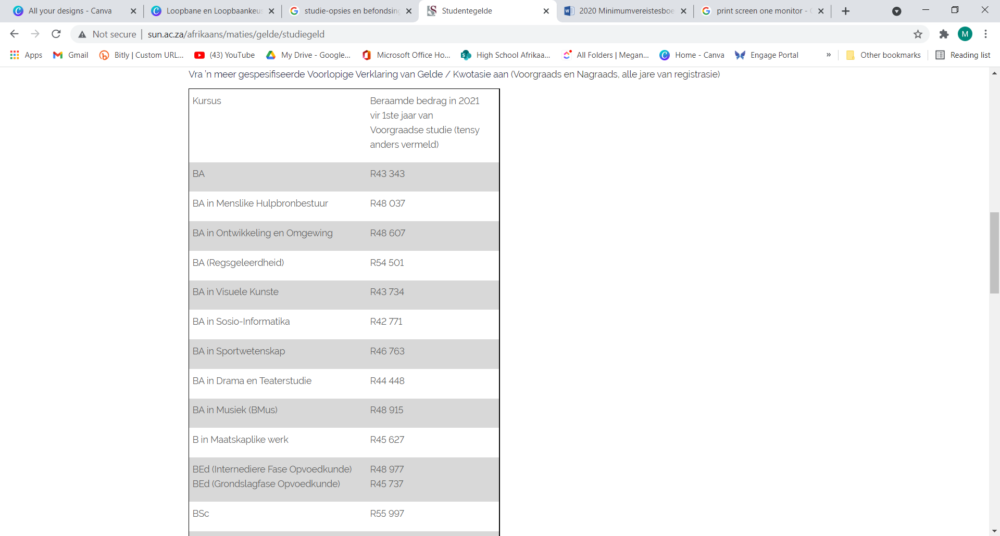 All your designs - Canva
Loopbane en Loopbaankeu
studie-opsies en befondsing
Studentegelde
2020 Minimumvereistesboe
print screen one monitor -
Not secure | sun.ac.za/afrikaans/maties/gelde/studiegeld
M
Apps
Gmail
Bitly | Custom URL...
(43) YouTube
My Drive - Google...
Microsoft Office Ho...
High School Afrikaa...
All Folders | Megan...
Home - Canva
Engage Portal
»
Other bookmarks
Reading list
Vra 'n meer gespesifiseerde Voorlopige Verklaring van Gelde / Kwotasie aan (Voorgraads en Nagraads, alle jare van registrasie)
Kursus
Beraamde bedrag in 2021
vir 1ste jaar van
Voorgraadse studie (tensy
anders vermeld)
BA R43 343
BA in Menslike Hulpbronbestuur R48 037
BA in Ontwikkeling en Omgewing R48 607
BA (Regsgeleerdheid) R54 501
BA in Visuele Kunste R43 734
BA in Sosio-Informatika R42 771
BA in Sportwetenskap R46 763
BA in Drama en Teaterstudie R44 448
BA in Musiek (BMus) R48 915
B in Maatskaplike werk R45 627
BEd (Internediere Fase Opvoedkunde) R48 977
BEd (Grondslagfase Opvoedkunde) R45 737
BSc R55 997